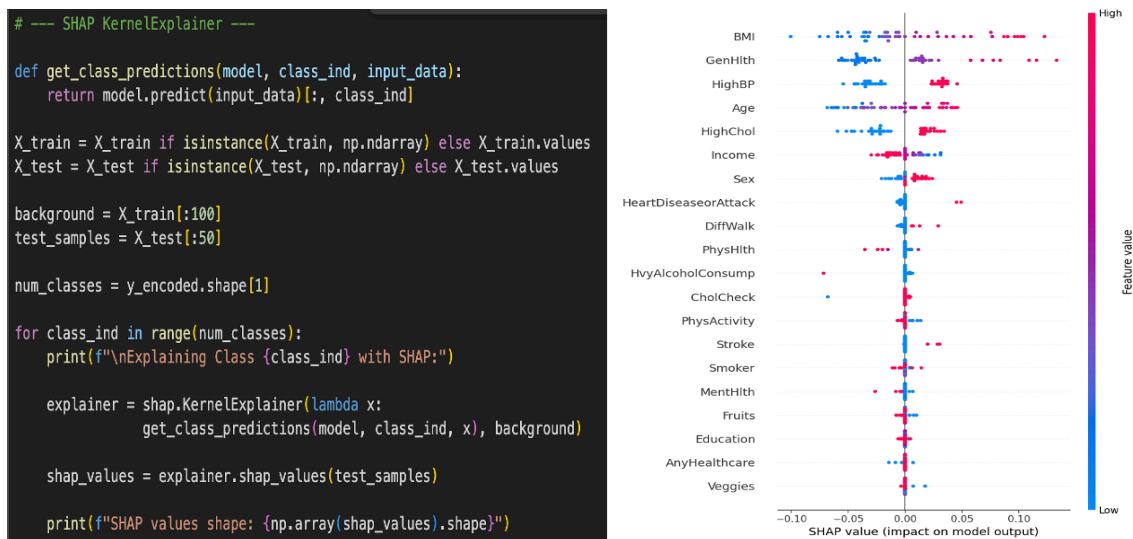 # --- SHAP KernelExplainer ---
def get_class_predictions(model, class_ind, input_data):
    return model.predict(input_data)[:, class_ind]
X_train = X_train if isinstance(X_train, np.ndarray) else X_train.values
X_test = X_test if isinstance(X_test, np.ndarray) else X_test.values
background = X_train[:100]
test_samples = X_test[:50]
num_classes = y_encoded.shape[1]
for class_ind in range(num_classes):
    print(f"\nExplaining Class {class_ind} with SHAP:")
    explainer = shap.KernelExplainer(lambda x:
                get_class_predictions(model, class_ind, x), background)
    shap_values = explainer.shap_values(test_samples)
    print(f"SHAP values shape: {np.array(shap_values).shape}")
High
BMI
GenHlth
HighBP
Age
HighChol
Income
Sex
HeartDiseaseorAttack
DiffWalk
PhysHlth
HvyAlcoholConsump
CholCheck
PhysActivity
Stroke
Smoker
MentHlth
Fruits
Education
AnyHealthcare
Veggies
Low
Feature value
-0.10 -0.05 0.00 0.05 0.10
SHAP value (impact on model output)